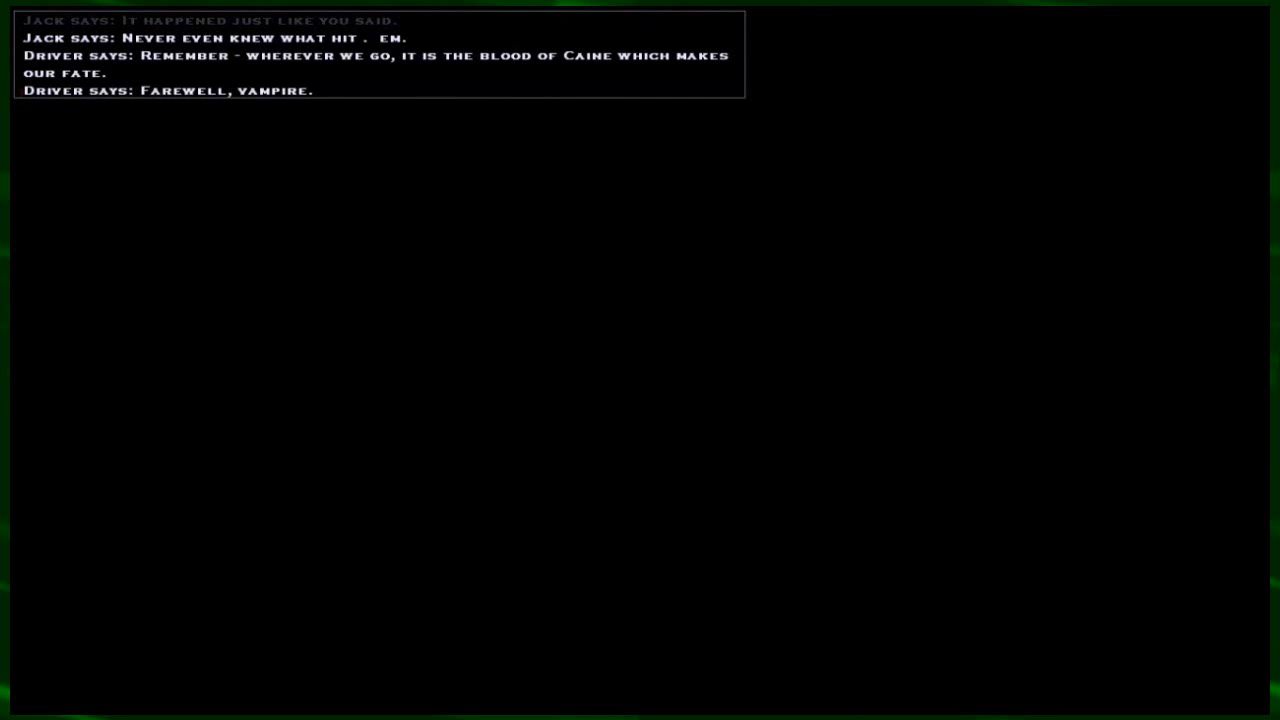 Jack says: It happened just like you said.
Jack says: Never even knew what hit .  em.
Driver says: Remember - wherever we go, it is the blood of Caine which makes
our fate.
Driver says: Farewell, vampire.